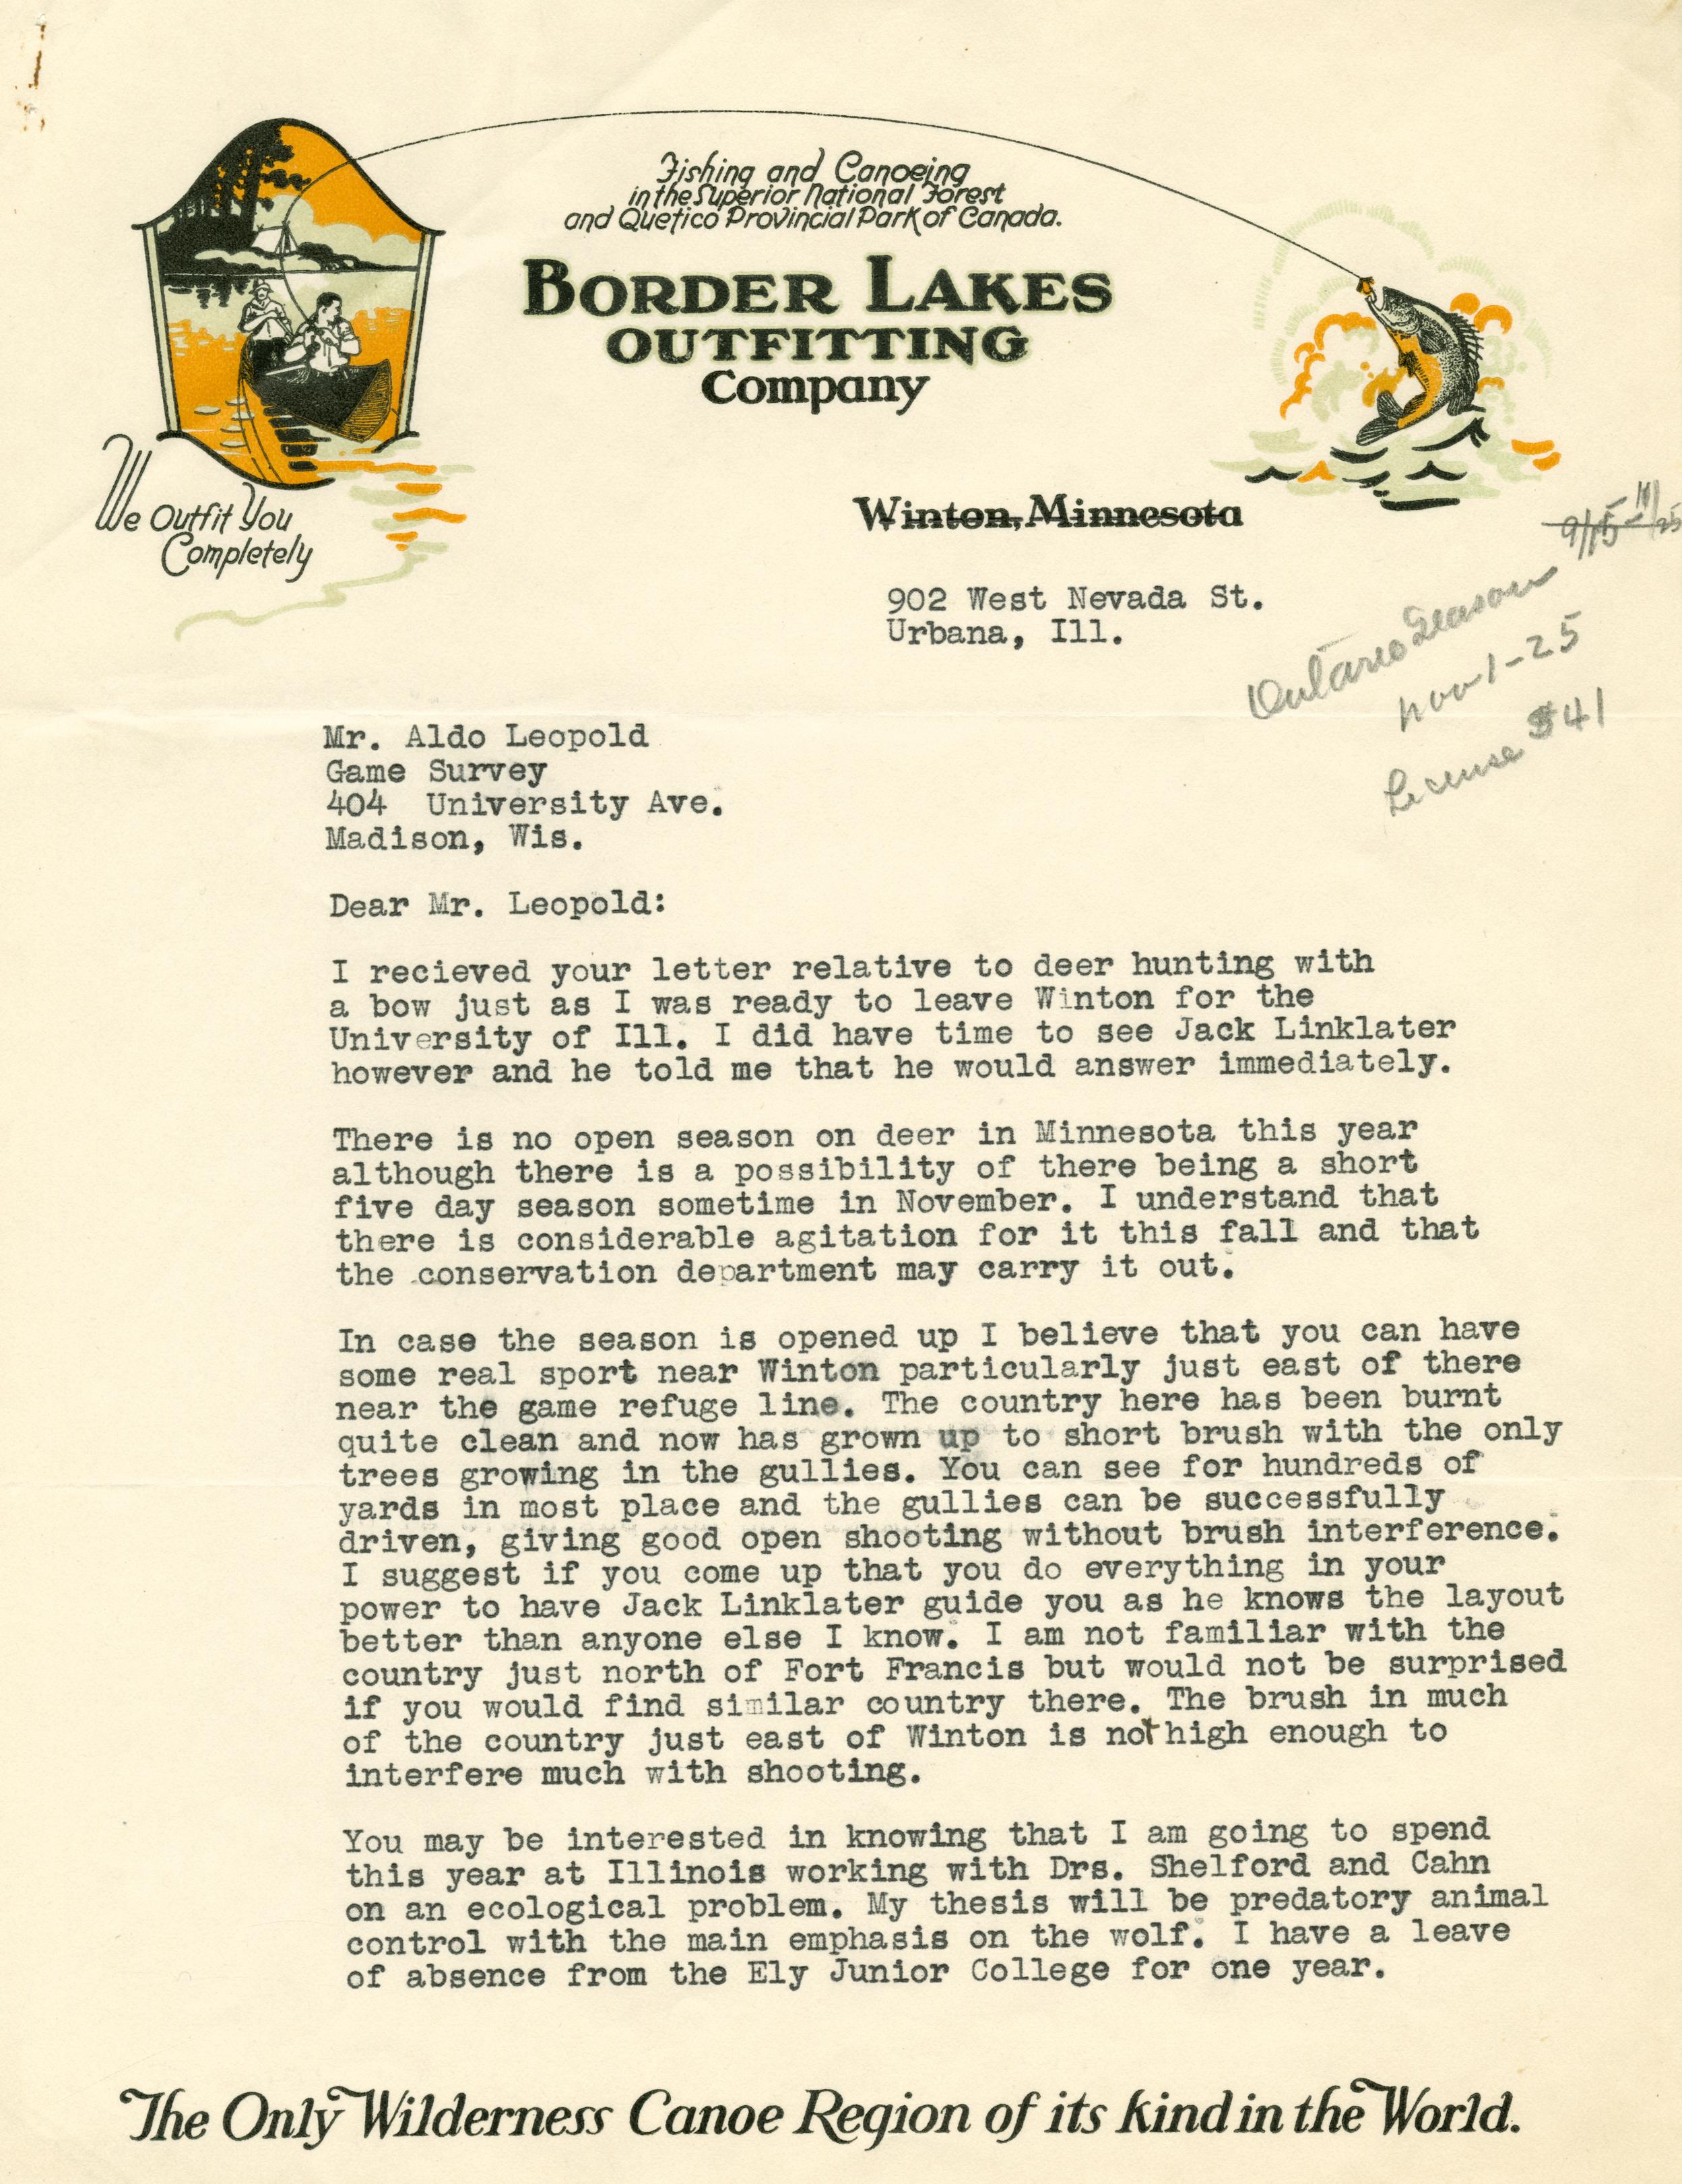 Fishing and Canoeing
in the Superior National Forest
and Quetico Provincial Park of Canada.
BORDER LAKES
OUTFITTING
Company
We Outfit You
Completely
Winton, Minnesota
9/15-11/25
Ontario Season
Nov 1-25
License $41
902 West Nevada St.
Urbana, Ill.
Mr. Aldo Leopold
Game Survey
404 University Ave.
Madison, Wis.
Dear Mr. Leopold:
I recieved your letter relative to deer hunting with
a bow just as I was ready to leave Winton for the
University of Ill. I did have time to see Jack Linklater
however and he told me that he would answer immediately.
There is no open season on deer in Minnesota this year
although there is a possibility of there being a short
five day season sometime in November. I understand that
there is considerable agitation for it this fall and that
the conservation department may carry it out.
In case the season is opened up I believe that you can have
some real sport near Winton particularly just east of there
near the game refuge line. The country here has been burnt
quite clean and now has grown up to short brush with the only
trees growing in the gullies. You can see for hundreds of
yards in most place and the gullies can be successfully
driven, giving good open shooting without brush interference.
I suggest if you come up that you do everything in your
power to have Jack Linklater guide you as he knows the layout
better than anyone else I know. I am not familiar with the
country just north of Fort Francis but would not be surprised
if you would find similar country there. The brush in much
of the country just east of Winton is not high enough to
interfere much with shooting.
You may be interested in knowing that I am going to spend
this year at Illinois working with Drs. Shelford and Cahn
on an ecological problem. My thesis will be predatory animal
control with the main emphasis on the wolf. I have a leave
of absence from the Ely Junior College for one year.
The Only Wilderness Canoe Region of its kind in the World.